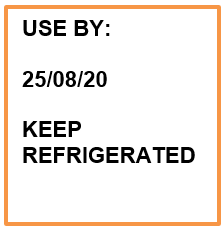 USE BY:
25/08/20
KEEP
REFRIGERATED